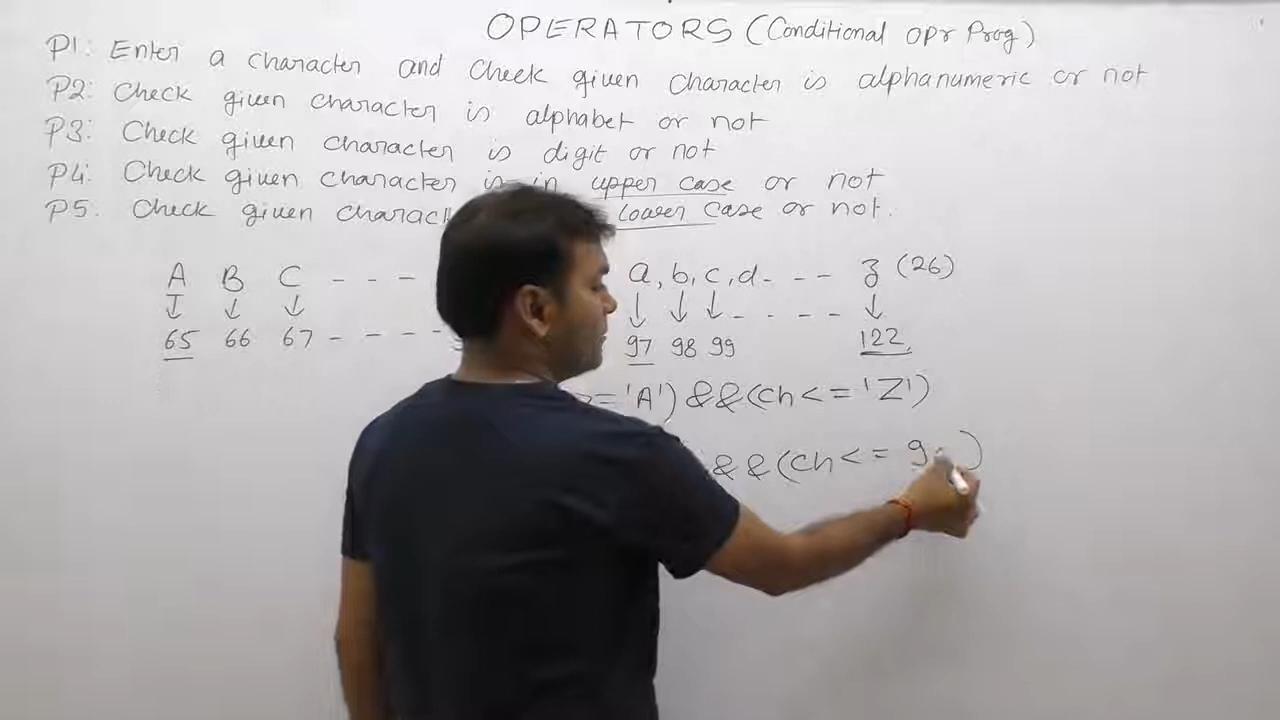 OPERATORS (Conditional opr Prog)
P1: Enter a character and Check given character is alphanumeric or not
P2: Check given character is alphabet or not
P3: Check given character is digit or not
P4: Check given character is in upper case or not
P5. Check given charact lower case or not.
A B C - - - a, b, c, d. - - - z (26)
65 66 67 - - - - 97 98 99 - - - - 122
= 'A') && (ch <= 'Z')
&& (ch <= 9 )